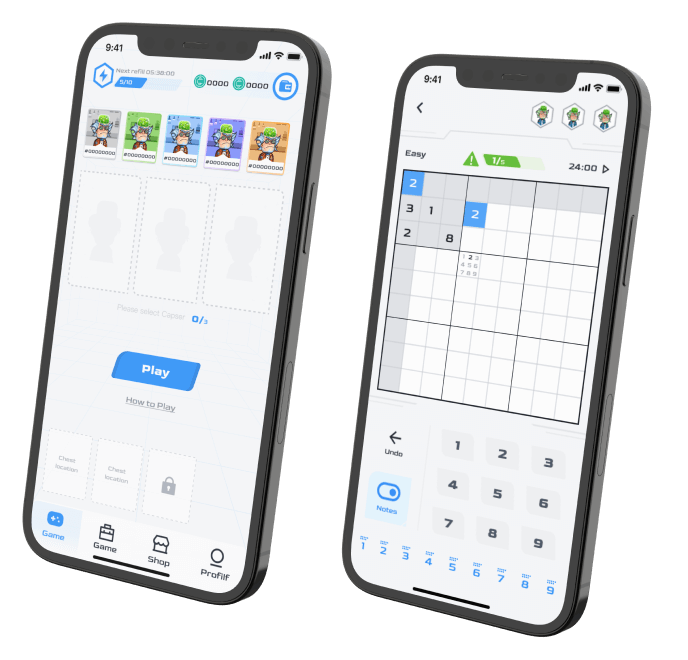 9:41
Next refill 05:38:00
5/10
0000
0000
#00000000
#00000000
#00000000
#00000000
#00000000
Please select Capster 0/3
Play
How to Play
Chest
location
Chest
location
Game
Game
Shop
Profilf
9:41
Easy
1/5
24:00
2
3 1 2
2 8
1 2 3
4 5 6
7 8 9
Undo
Notes
1 2 3
4 5 6
7 8 9
1 2 3 4 5 6 7 8 9